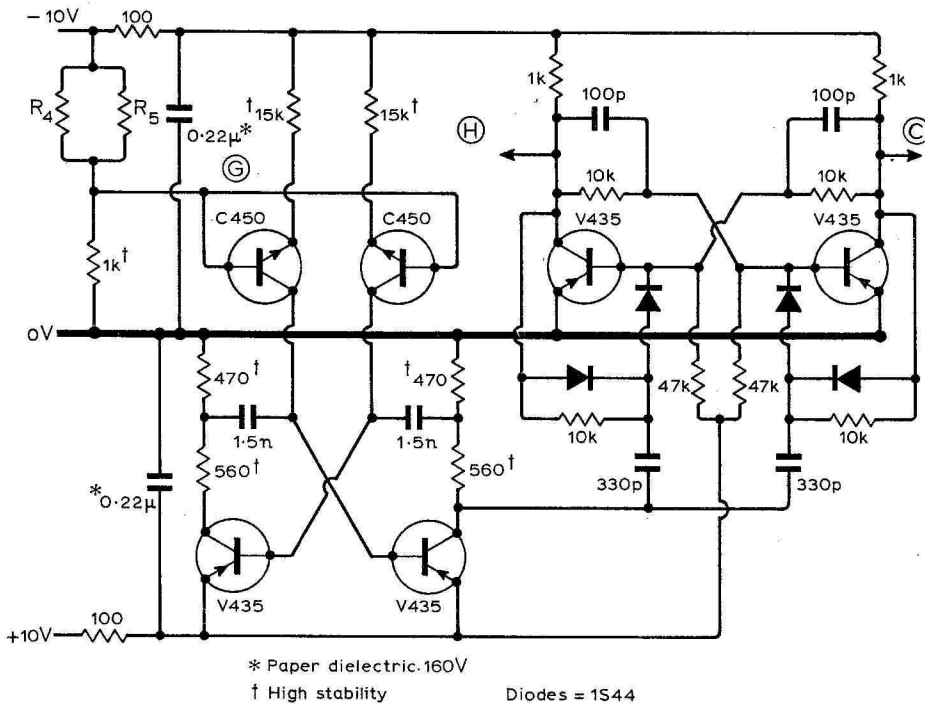 -10V
100
R4
R5
0·22µ*
†15k
15k†
1k
1k
100p
100p
H
C
G
10k
10k
C450
C450
V435
V435
1k†
0V
470†
†470
1·5n
1·5n
47k
47k
10k
10k
560†
560†
330p
330p
*0·22µ
V435
V435
100
+10V
* Paper dielectric·160V
† High stability
Diodes = 1S44